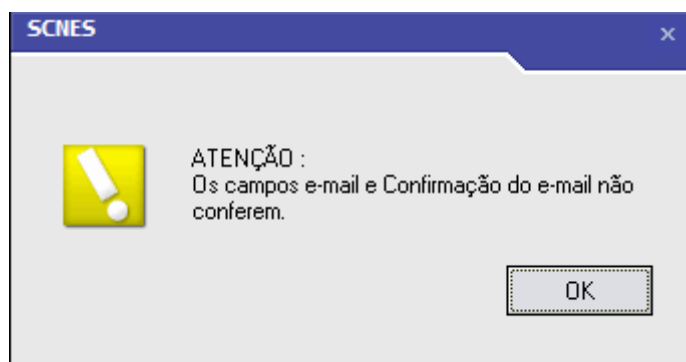 SCNES
x
ATENÇÃO :
Os campos e-mail e Confirmação do e-mail não
conferem.
OK